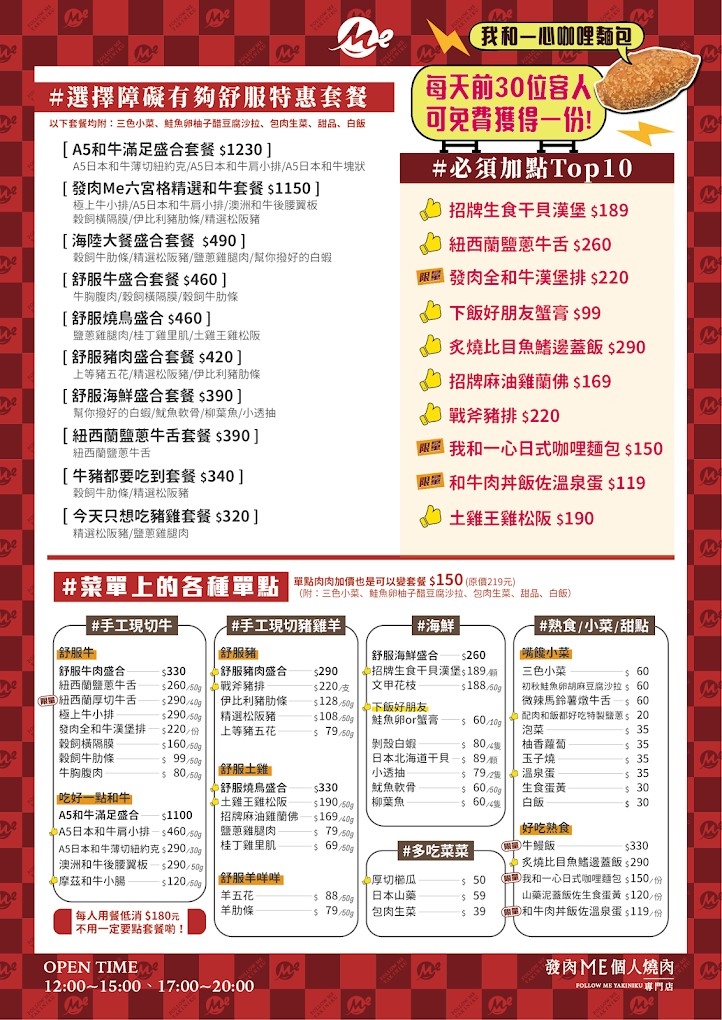 Me
我和一心咖哩麵包
每天前30位客人
可免費獲得一份!
#選擇障礙有夠舒服特惠套餐
以下套餐均附：三色小菜、鮭魚卵柚子醋豆腐沙拉、包肉生菜、甜品、白飯
[ A5和牛滿足盛合套餐 $1230 ]
A5日本和牛薄切紐約克/A5日本和牛肩小排/A5日本和牛塊狀
[ 發肉Me六宮格精選和牛套餐 $1150 ]
極上牛小排/A5日本和牛肩小排/澳洲和牛後腰翼板
穀飼橫隔膜/伊比利豬肋條/精選松阪豬
[ 海陸大餐盛合套餐 $490 ]
穀飼牛肋條/精選松阪豬/鹽蔥雞腿肉/幫你撥好的白蝦
[ 舒服牛盛合套餐 $460 ]
牛胸腹肉/穀飼橫隔膜/穀飼牛肋條
[ 舒服燒鳥盛合 $460 ]
鹽蔥雞腿肉/桂丁雞里肌/土雞王雞松阪
[ 舒服豬肉盛合套餐 $420 ]
上等豬五花/精選松阪豬/伊比利豬肋條
[ 舒服海鮮盛合套餐 $390 ]
幫你撥好的白蝦/魷魚軟骨/柳葉魚/小透抽
[ 紐西蘭鹽蔥牛舌套餐 $390 ]
紐西蘭鹽蔥牛舌
[ 牛豬都要吃到套餐 $340 ]
穀飼牛肋條/精選松阪豬
[ 今天只想吃豬雞套餐 $320 ]
精選松阪豬/鹽蔥雞腿肉
#必須加點Top10
招牌生食干貝漢堡 $189
紐西蘭鹽蔥牛舌 $260
限量 發肉全和牛漢堡排 $220
下飯好朋友蟹膏 $99
炙燒比目魚鰭邊蓋飯 $290
招牌麻油雞蘭佛 $169
戰斧豬排 $220
限量 我和一心日式咖哩麵包 $150
限量 和牛肉丼飯佐溫泉蛋 $119
土雞王雞松阪 $190
#菜單上的各種單點
單點肉肉加價也是可以變套餐 $150 (原價219元)
(附：三色小菜、鮭魚卵柚子醋豆腐沙拉、包肉生菜、甜品、白飯)
#手工現切牛
舒服牛
舒服牛肉盛合 $330
紐西蘭鹽蔥牛舌 $260/50g
限量 紐西蘭厚切牛舌 $290/40g
極上牛小排 $290/50g
發肉全和牛漢堡排 $220/份
穀飼橫隔膜 $160/50g
穀飼牛肋條 $ 99/50g
牛胸腹肉 $ 80/50g
吃好一點和牛
A5和牛滿足盛合 $1100
A5日本和牛肩小排 $460/50g
A5日本和牛薄切紐約克 $290/30g
澳洲和牛後腰翼板 $290/50g
摩茲和牛小腸 $120/50g
每人用餐低消 $180元
不用一定要點套餐喲！
#手工現切豬雞羊
舒服豬
舒服豬肉盛合 $290
戰斧豬排 $220/支
伊比利豬肋條 $128/50g
精選松阪豬 $108/50g
上等豬五花 $ 79/50g
舒服土雞
舒服燒鳥盛合 $330
土雞王雞松阪 $190/50g
招牌麻油雞蘭佛 $169/40g
鹽蔥雞腿肉 $ 79/50g
桂丁雞里肌 $ 69/50g
舒服羊咩咩
羊五花 $ 88/50g
羊肋條 $ 79/50g
#海鮮
舒服海鮮盛合 $260
招牌生食干貝漢堡 $189/顆
文甲花枝 $188/50g
下飯好朋友
鮭魚卵or蟹膏 $ 60/10g
剝殼白蝦 $ 80/4隻
日本北海道干貝 $ 89/顆
小透抽 $ 79/2隻
魷魚軟骨 $ 60/50g
柳葉魚 $ 60/4隻
#多吃菜菜
厚切櫛瓜 $ 50
日本山藥 $ 59
包肉生菜 $ 39
#熟食/小菜/甜點
嘴饞小菜
三色小菜 $ 60
初秋鮭魚卵胡麻豆腐沙拉 $ 60
微辣馬鈴薯燉牛舌 $ 60
配肉和飯都好吃特製鹽蔥 $ 20
泡菜 $ 35
柚香蘿蔔 $ 35
玉子燒 $ 35
溫泉蛋 $ 35
生食蛋黃 $ 30
白飯 $ 30
好吃熟食
限量 牛鰻飯 $330
炙燒比目魚鰭邊蓋飯 $290
限量 我和一心日式咖哩麵包 $150/份
山藥泥蓋飯佐生食蛋黃 $120/份
限量 和牛肉丼飯佐溫泉蛋 $119/份
OPEN TIME
12:00~15:00、17:00~20:00
發肉ME個人燒肉
FOLLOW ME YAKINIKU 專門店